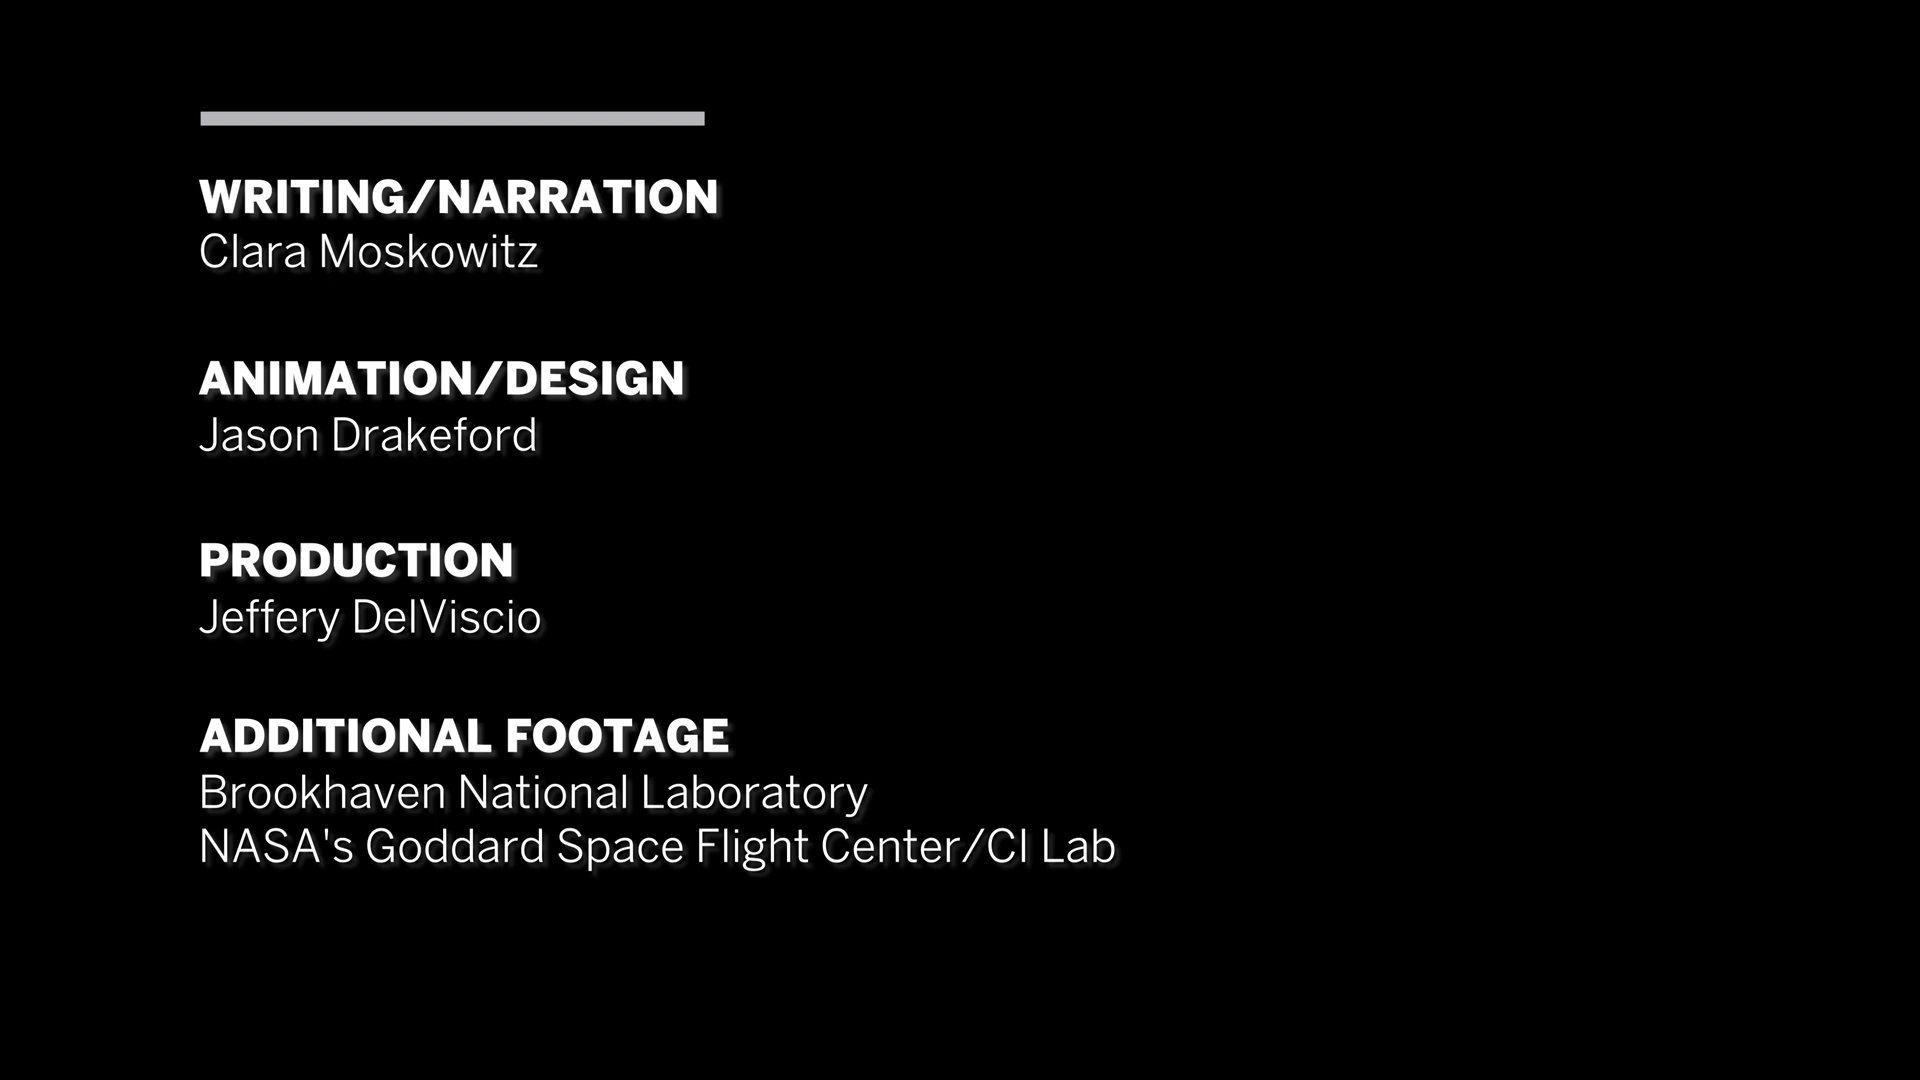 WRITING/NARRATION
Clara Moskowitz
ANIMATION/DESIGN
Jason Drakeford
PRODUCTION
Jeffery DelViscio
ADDITIONAL FOOTAGE
Brookhaven National Laboratory
NASA's Goddard Space Flight Center/CI Lab